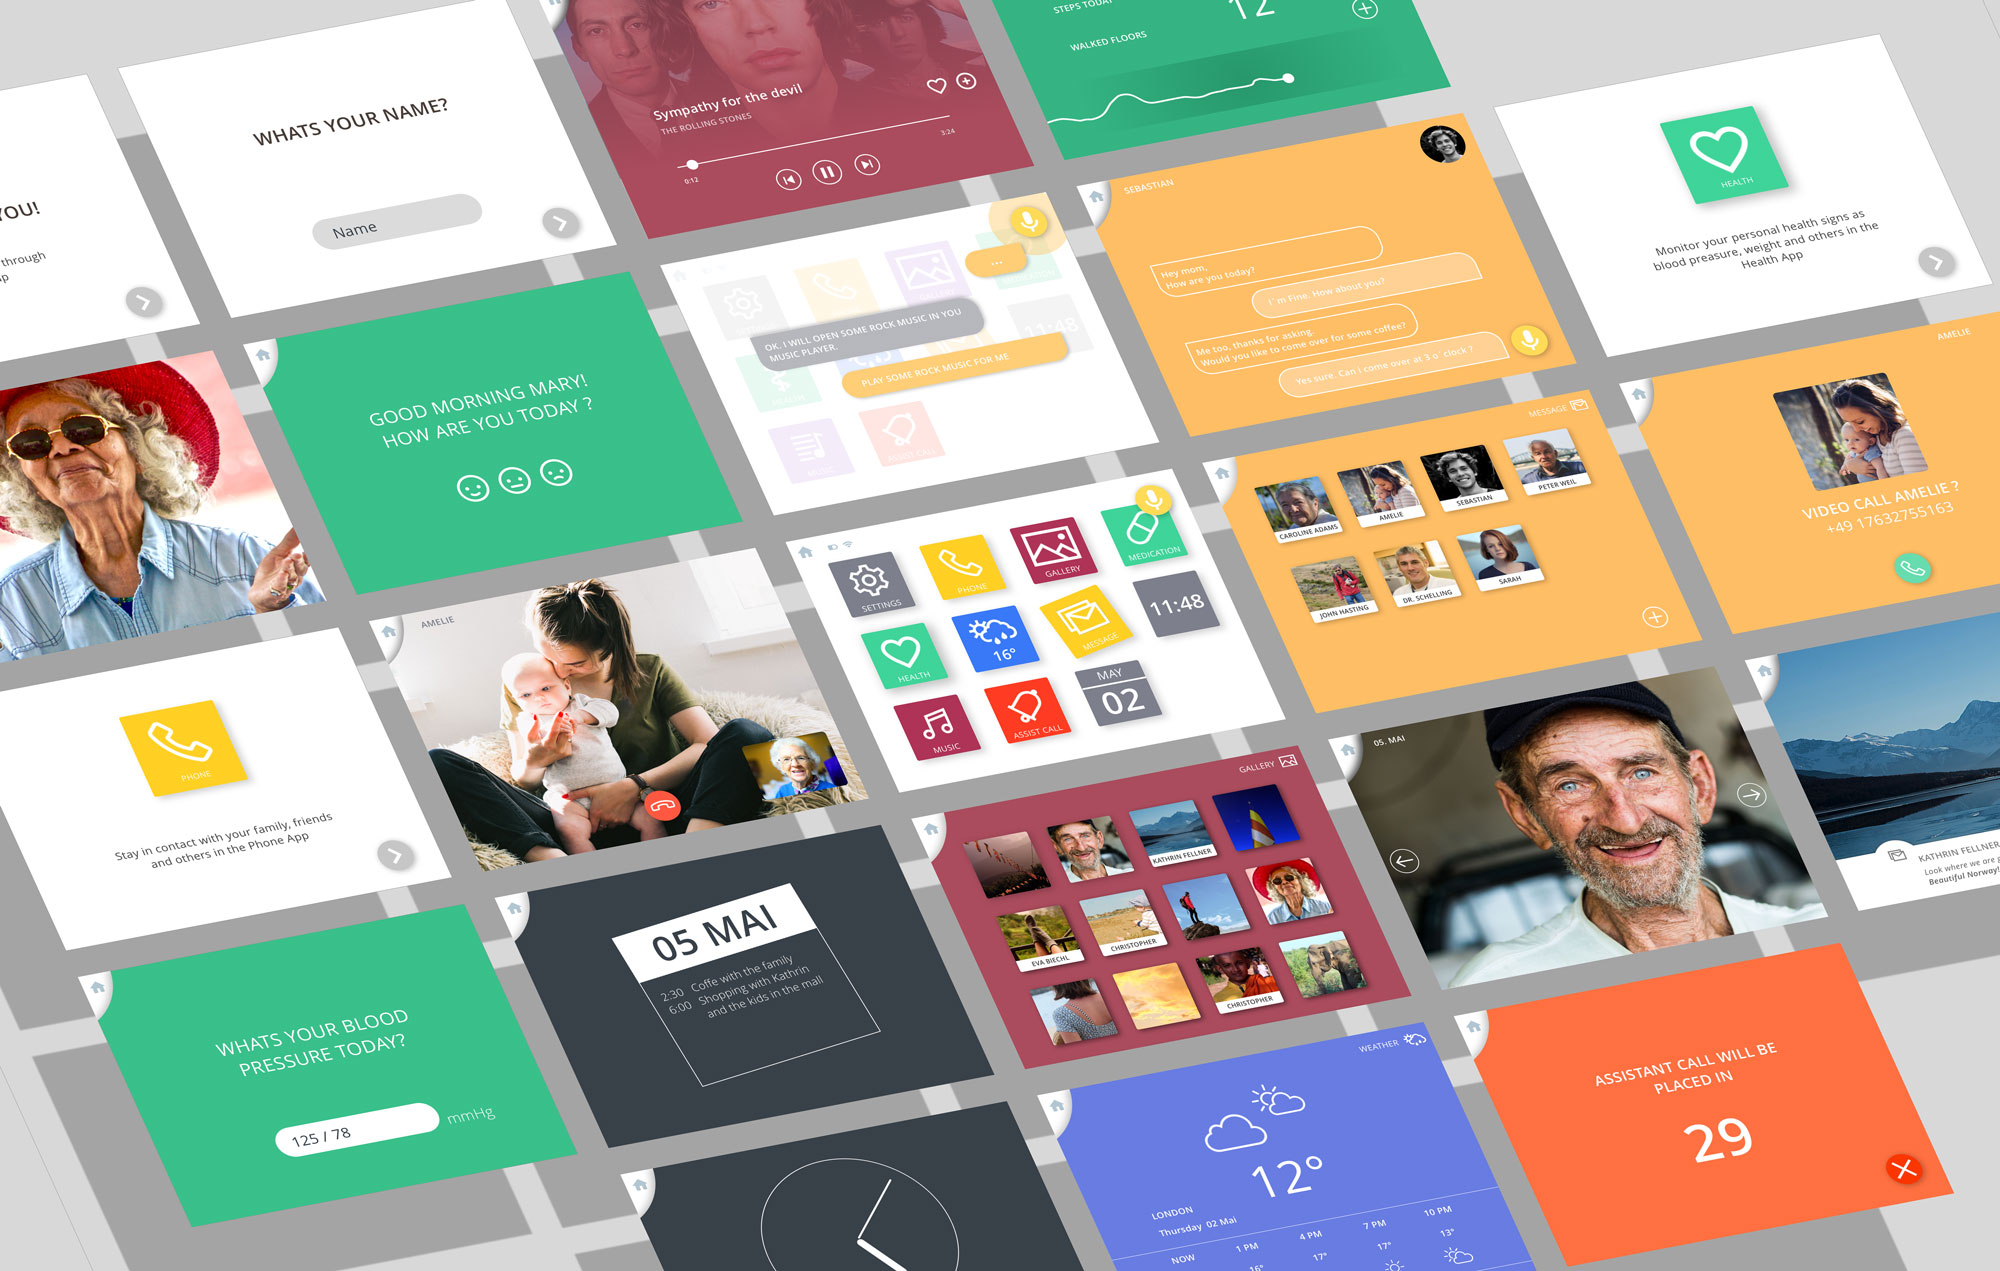 YOU!
through
WHATS YOUR NAME?
Name
Sympathy for the devil
THE ROLLING STONES
0:12
3:24
STEPS TODAY
12
WALKED FLOORS
HEALTH
Monitor your personal health signs as
blood preasure, weight and others in the
Health App
GOOD MORNING MARY!
HOW ARE YOU TODAY ?
...
GALLERY
11:48
OK, I WILL OPEN SOME ROCK MUSIC IN YOU
MUSIC PLAYER.
PLAY SOME ROCK MUSIC FOR ME
HEALTH
MUSIC
ASSIST CALL
SEBASTIAN
Hey mom,
How are you today?
I´m Fine. How about you?
Me too, thanks for asking.
Would you like to come over for some coffee?
Yes sure. Can i come over at 3 o´clock ?
AMELIE
VIDEO CALL AMELIE ?
+49 17632755163
PHONE
Stay in contact with your family, friends
and others in the Phone App
AMELIE
SETTINGS
PHONE
GALLERY
MEDICATION
HEALTH
16°
MESSAGE
11:48
MUSIC
ASSIST CALL
MAY
02
MESSAGE
CAROLINE ADAMS
AMELIE
SEBASTIAN
PETER WEIL
JOHN HASTING
DR. SCHELLING
SARAH
WHATS YOUR BLOOD
PRESSURE TODAY?
125 / 78
mmHg
05 MAI
2:30 Coffe with the family
6:00 Shopping with Kathrin
and the kids in the mall
GALLERY
KATHRIN FELLNER
EVA BIECHL
CHRISTOPHER
CHRISTOPHER
05. MAI
KATHRIN FELLNER
Look where we are
Beautiful Norway!
WEATHER
12°
LONDON
Thursday 02 Mai
NOW
1 PM
4 PM
7 PM
10 PM
16°
17°
17°
13°
ASSISTANT CALL WILL BE
PLACED IN
29